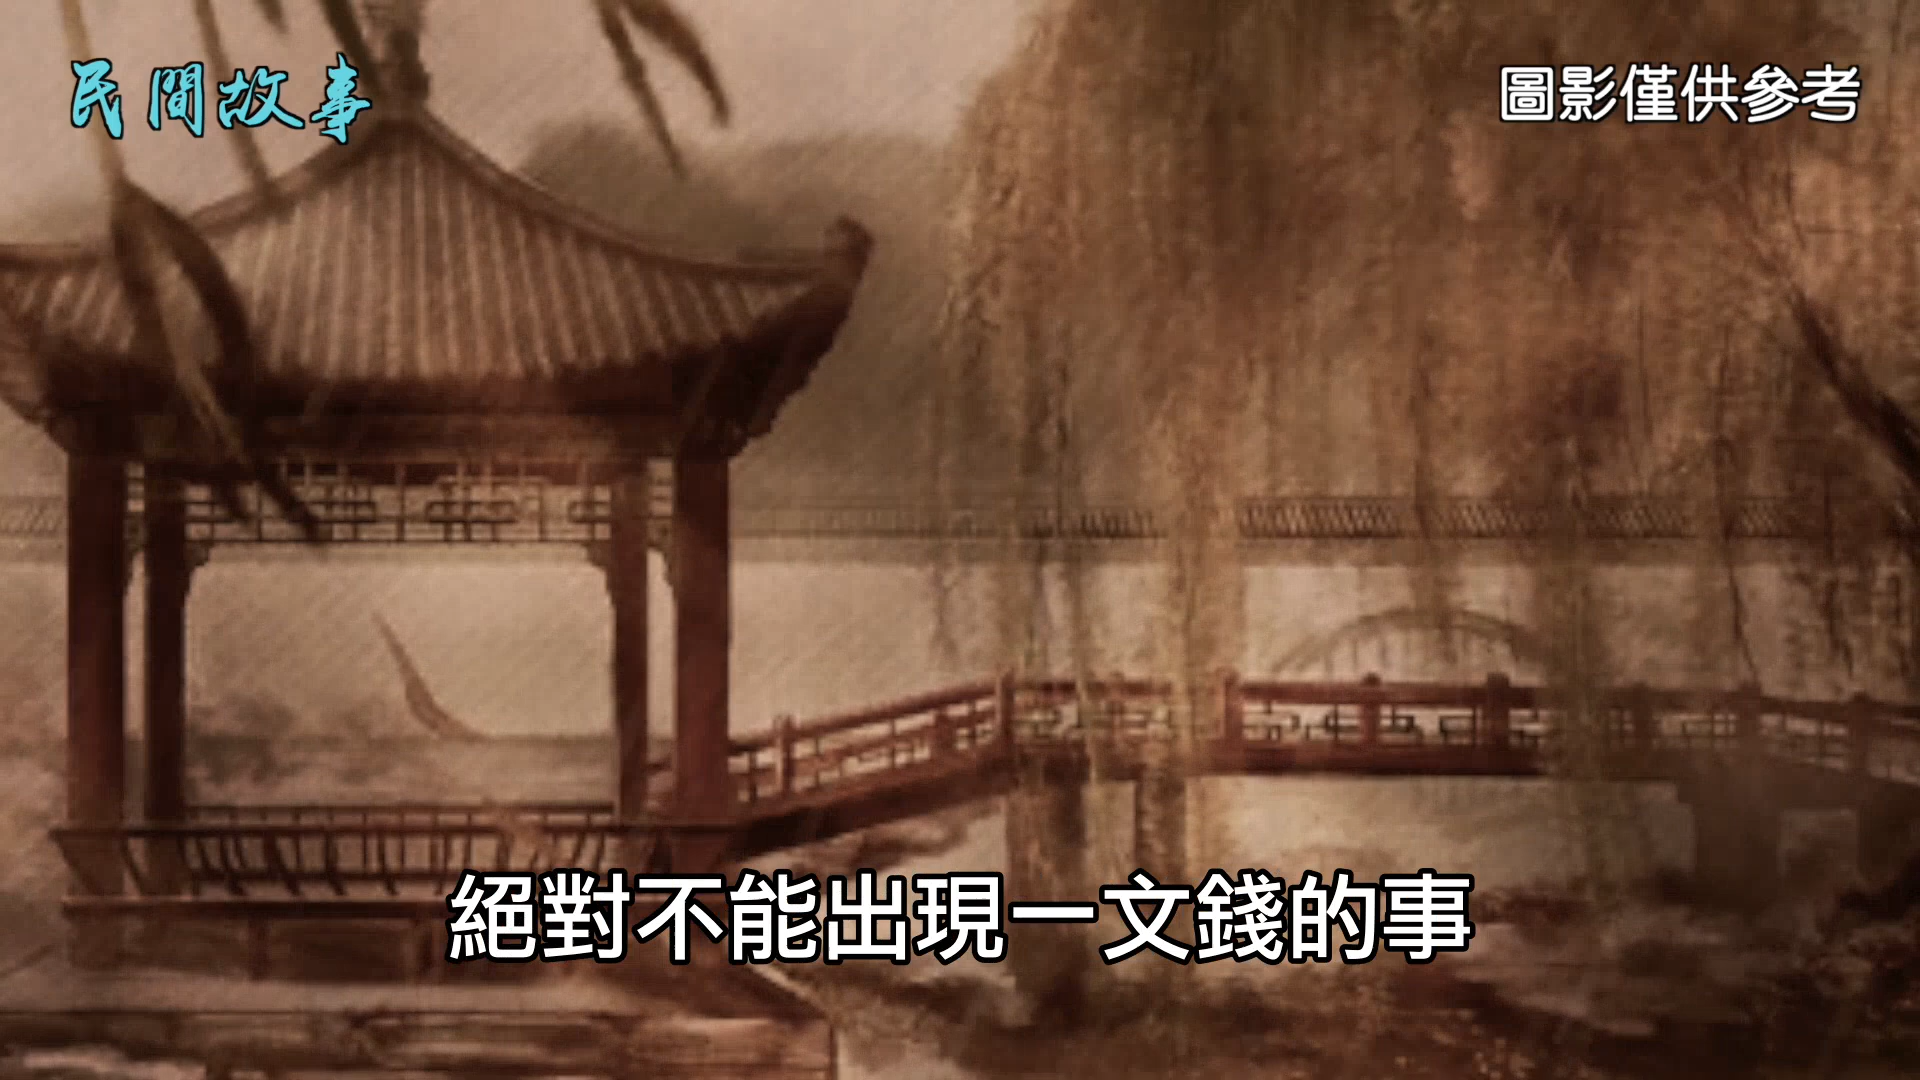 民間故事
圖影僅供參考
絕對不能出現一文錢的事